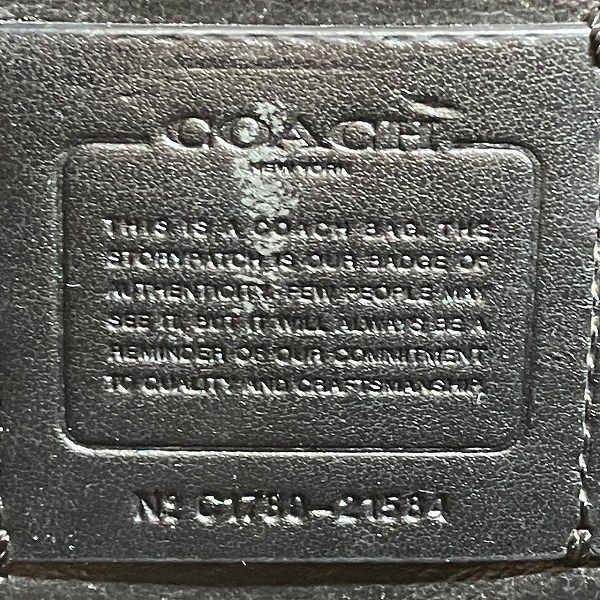 COACH
NEW YORK
THIS IS A COACH BAG. THE
STORYPATCH IS OUR BADGE OF
AUTHENTICITY. FEW PEOPLE MAY
SEE IT, BUT IT WILL ALWAYS BE A
REMINDER OF OUR COMMITMENT
TO QUALITY AND CRAFTSMANSHIP.
Nº C1780-21584